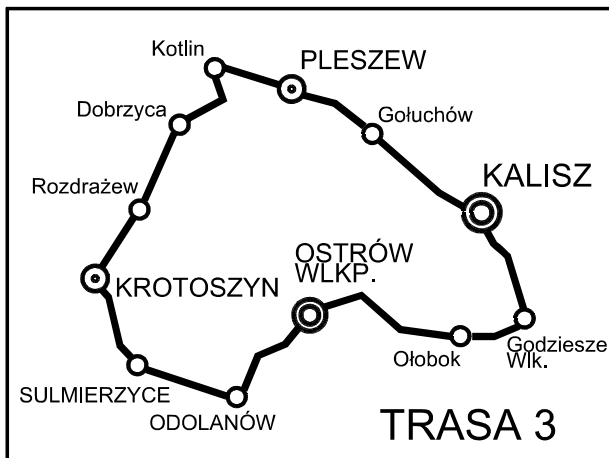 Kotlin
PLESZEW
Dobrzyca
Gołuchów
Rozdrażew
KALISZ
OSTRÓW
WLKP.
KROTOSZYN
Ołobok
Godziesze
Wlk.
SULMIERZYCE
ODOLANÓW
TRASA 3